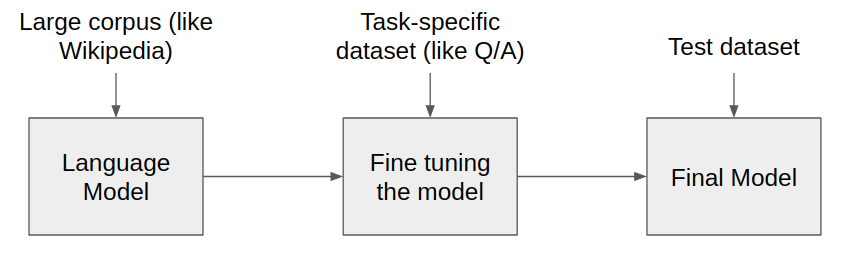 Large corpus (like
Wikipedia)
Task-specific
dataset (like Q/A)
Test dataset
Language
Model
Fine tuning
the model
Final Model